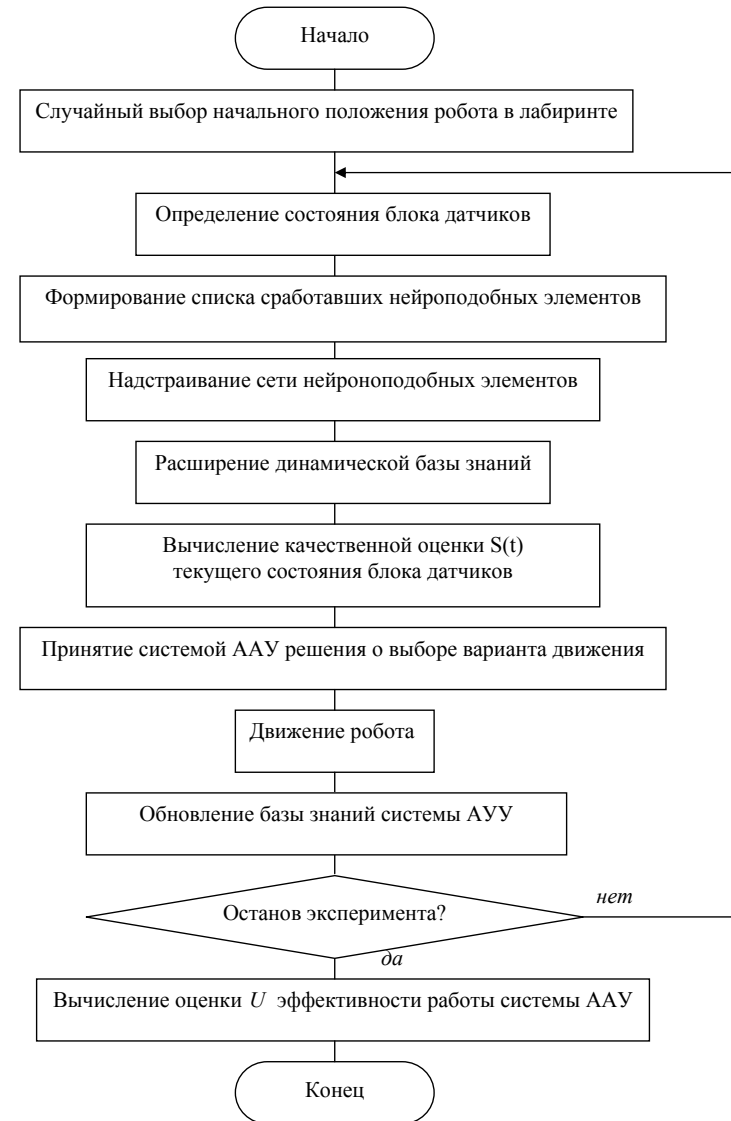 Начало
Случайный выбор начального положения робота в лабиринте
Определение состояния блока датчиков
Формирование списка сработавших нейроподобных элементов
Надстраивание сети нейроноподобных элементов
Расширение динамической базы знаний
Вычисление качественной оценки S(t)
текущего состояния блока датчиков
Принятие системой ААУ решения о выборе варианта движения
Движение робота
Обновление базы знаний системы АУУ
Останов эксперимента?
нет
да
Вычисление оценки U эффективности работы системы ААУ
Конец